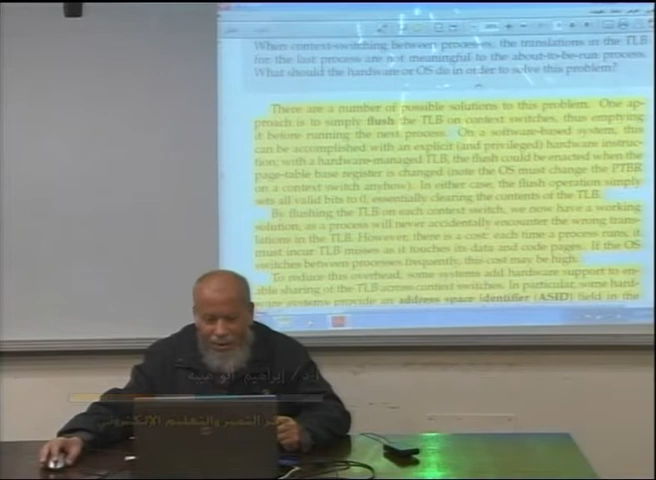 When context-switching between processes, the translations in the TLB
for the last process are not meaningful to the about-to-be-run process.
What should the hardware or OS do in order to solve this problem?
There are a number of possible solutions to this problem. One ap-
proach is to simply flush the TLB on context switches, thus emptying
it before running the next process. On a software-based system, this
can be accomplished with an explicit (and privileged) hardware instruc-
tion; with a hardware-managed TLB, the flush could be enacted when the
page-table base register is changed (note the OS must change the PTBR
on a context switch anyhow). In either case, the flush operation simply
sets all valid bits to 0, essentially clearing the contents of the TLB.
By flushing the TLB on each context switch, we now have a working
solution, as a process will never accidentally encounter the wrong trans-
lations in the TLB. However, there is a cost: each time a process runs, it
must incur TLB misses as it touches its data and code pages. If the OS
switches between processes frequently, this cost may be high.
To reduce this overhead, some systems add hardware support to en-
able sharing of the TLB across context switches. In particular, some hard-
ware systems provide an address space identifier (ASID) field in the
أ.د/ إبراهيم
مركز التميز والتعليم الإلكتروني